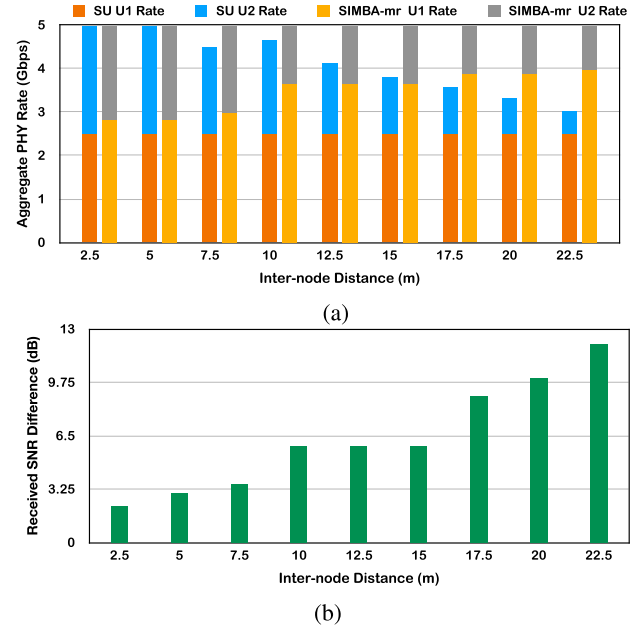 SU U1 Rate SU U2 Rate SIMBA-mr U1 Rate SIMBA-mr U2 Rate
Aggregate PHY Rate (Gbps)
5
4
3
2
1
0
2.5 5 7.5 10 12.5 15 17.5 20 22.5
Inter-node Distance (m)
(a)
Received SNR Difference (dB)
13
9.75
6.5
3.25
0
2.5 5 7.5 10 12.5 15 17.5 20 22.5
Inter-node Distance (m)
(b)